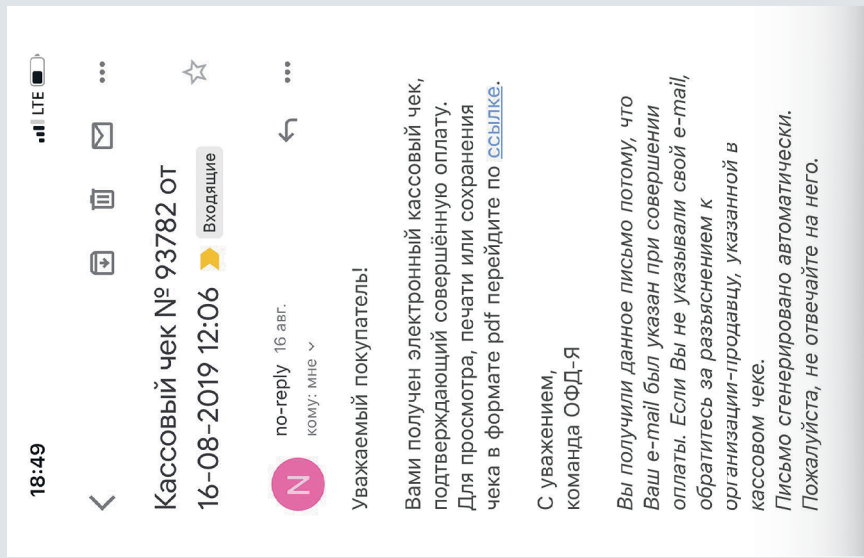 18:49 LTE
Кассовый чек № 93782 от
16-08-2019 12:06 Входящие
N
no-reply 16 авг.
кому: мне
Уважаемый покупатель!
Вами получен электронный кассовый чек,
подтверждающий совершённую оплату.
Для просмотра, печати или сохранения
чека в формате pdf перейдите по ссылке.
С уважением,
команда ОФД-Я
Вы получили данное письмо потому, что
Ваш e-mail был указан при совершении
оплаты. Если Вы не указывали свой e-mail,
обратитесь за разъяснением к
организации-продавцу, указанной в
кассовом чеке.
Письмо сгенерировано автоматически.
Пожалуйста, не отвечайте на него.